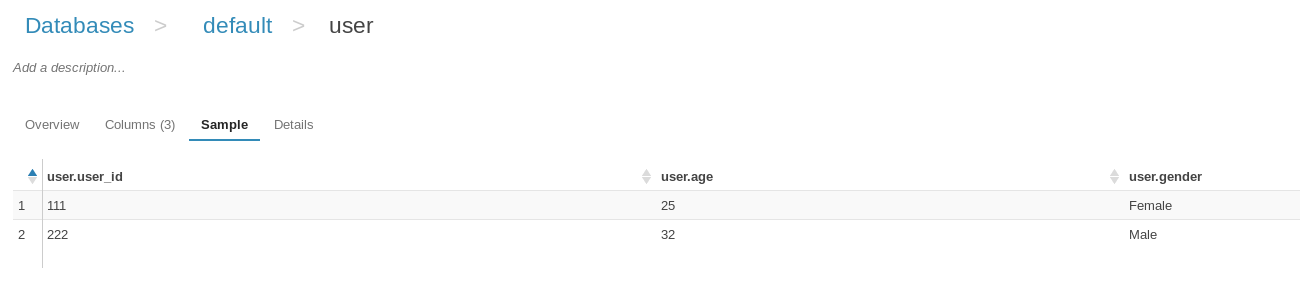 Databases > default > user
Add a description...
Overview Columns (3) Sample Details
user.user_id user.age user.gender
1 111 25 Female
2 222 32 Male